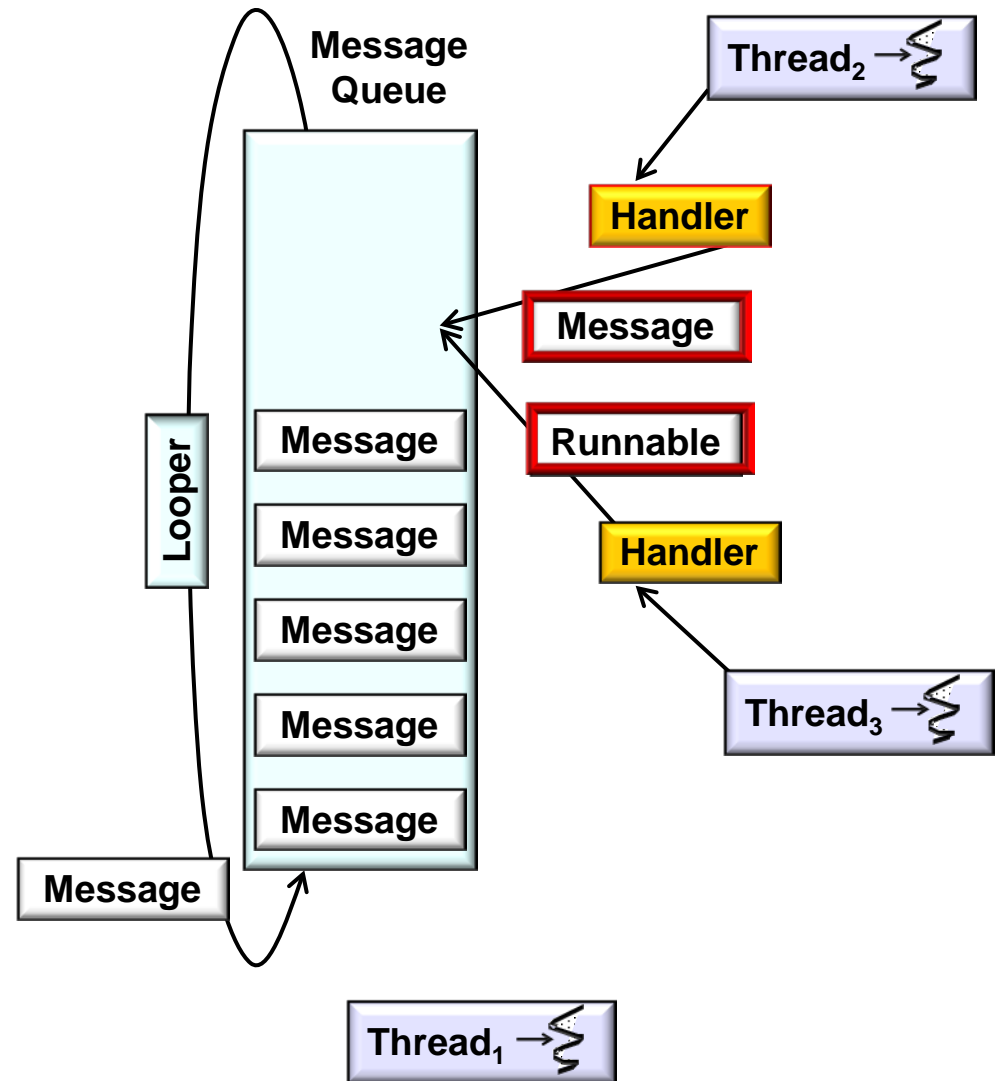 Message
Queue
Thread₂
Handler
Message
Runnable
Handler
Thread₃
Looper
Message
Message
Message
Message
Message
Message
Thread₁